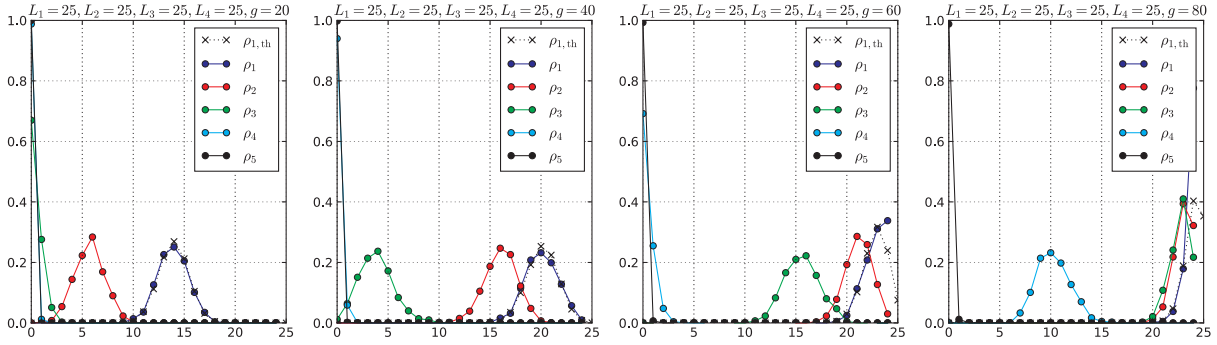 L₁ = 25, L₂ = 25, L₃ = 25, L₄ = 25, g = 20
1.0
0.8
0.6
0.4
0.2
0.0
0 5 10 15 20 25
ρ₁,th
ρ₁
ρ₂
ρ₃
ρ₄
ρ₅
L₁ = 25, L₂ = 25, L₃ = 25, L₄ = 25, g = 40
1.0
0.8
0.6
0.4
0.2
0.0
0 5 10 15 20 25
ρ₁,th
ρ₁
ρ₂
ρ₃
ρ₄
ρ₅
L₁ = 25, L₂ = 25, L₃ = 25, L₄ = 25, g = 60
1.0
0.8
0.6
0.4
0.2
0.0
0 5 10 15 20 25
ρ₁,th
ρ₁
ρ₂
ρ₃
ρ₄
ρ₅
L₁ = 25, L₂ = 25, L₃ = 25, L₄ = 25, g = 80
1.0
0.8
0.6
0.4
0.2
0.0
0 5 10 15 20 25
ρ₁,th
ρ₁
ρ₂
ρ₃
ρ₄
ρ₅